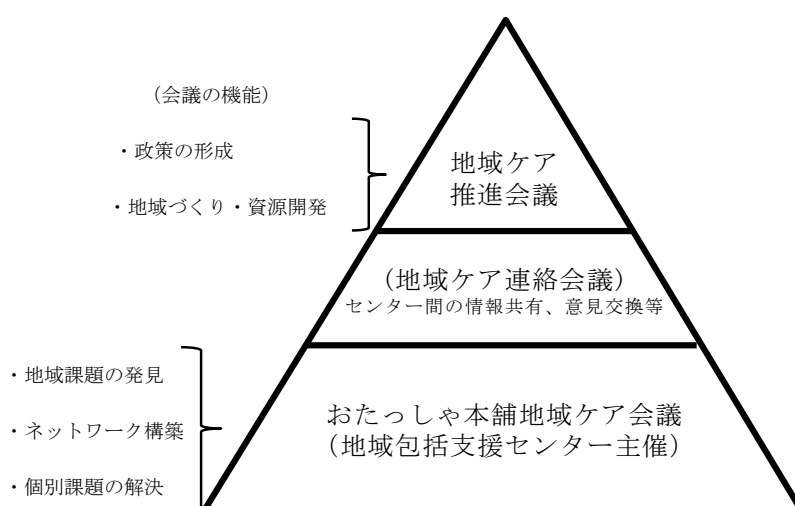 （会議の機能）
・政策の形成
・地域づくり・資源開発
地域ケア
推進会議
（地域ケア連絡会議）
センター間の情報共有、意見交換等
・地域課題の発見
・ネットワーク構築
・個別課題の解決
おたっしゃ本舗地域ケア会議
（地域包括支援センター主催）